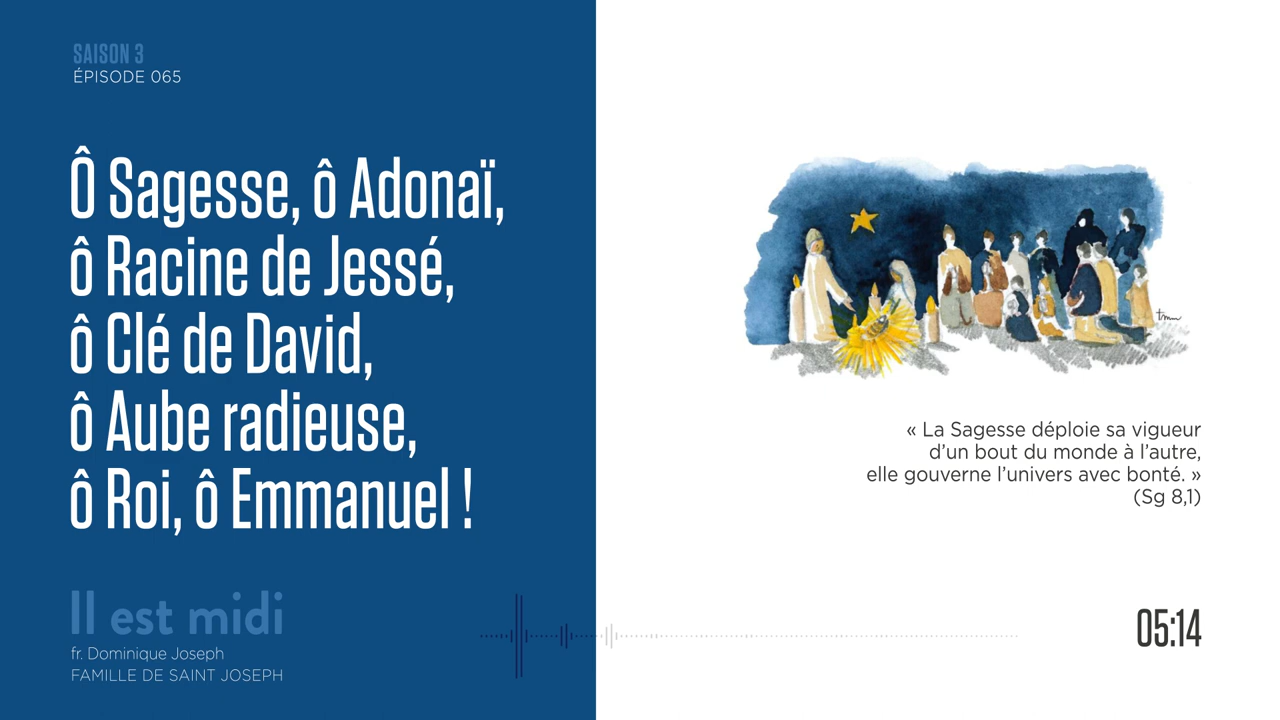 SAISON 3
ÉPISODE 065
Ô Sagesse, ô Adonaï,
ô Racine de Jessé,
ô Clé de David,
ô Aube radieuse,
ô Roi, ô Emmanuel !
« La Sagesse déploie sa vigueur
d’un bout du monde à l’autre,
elle gouverne l’univers avec bonté. »
(Sg 8,1)
Il est midi
fr. Dominique Joseph
FAMILLE DE SAINT JOSEPH
05:14